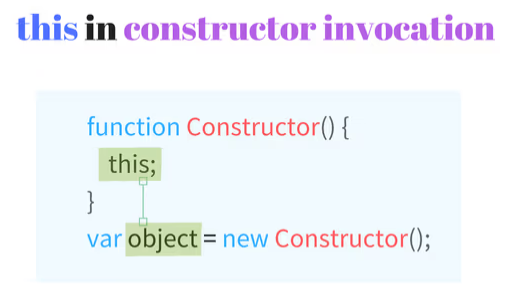 this in constructor invocation
function Constructor() {
this;
}
var object = new Constructor();